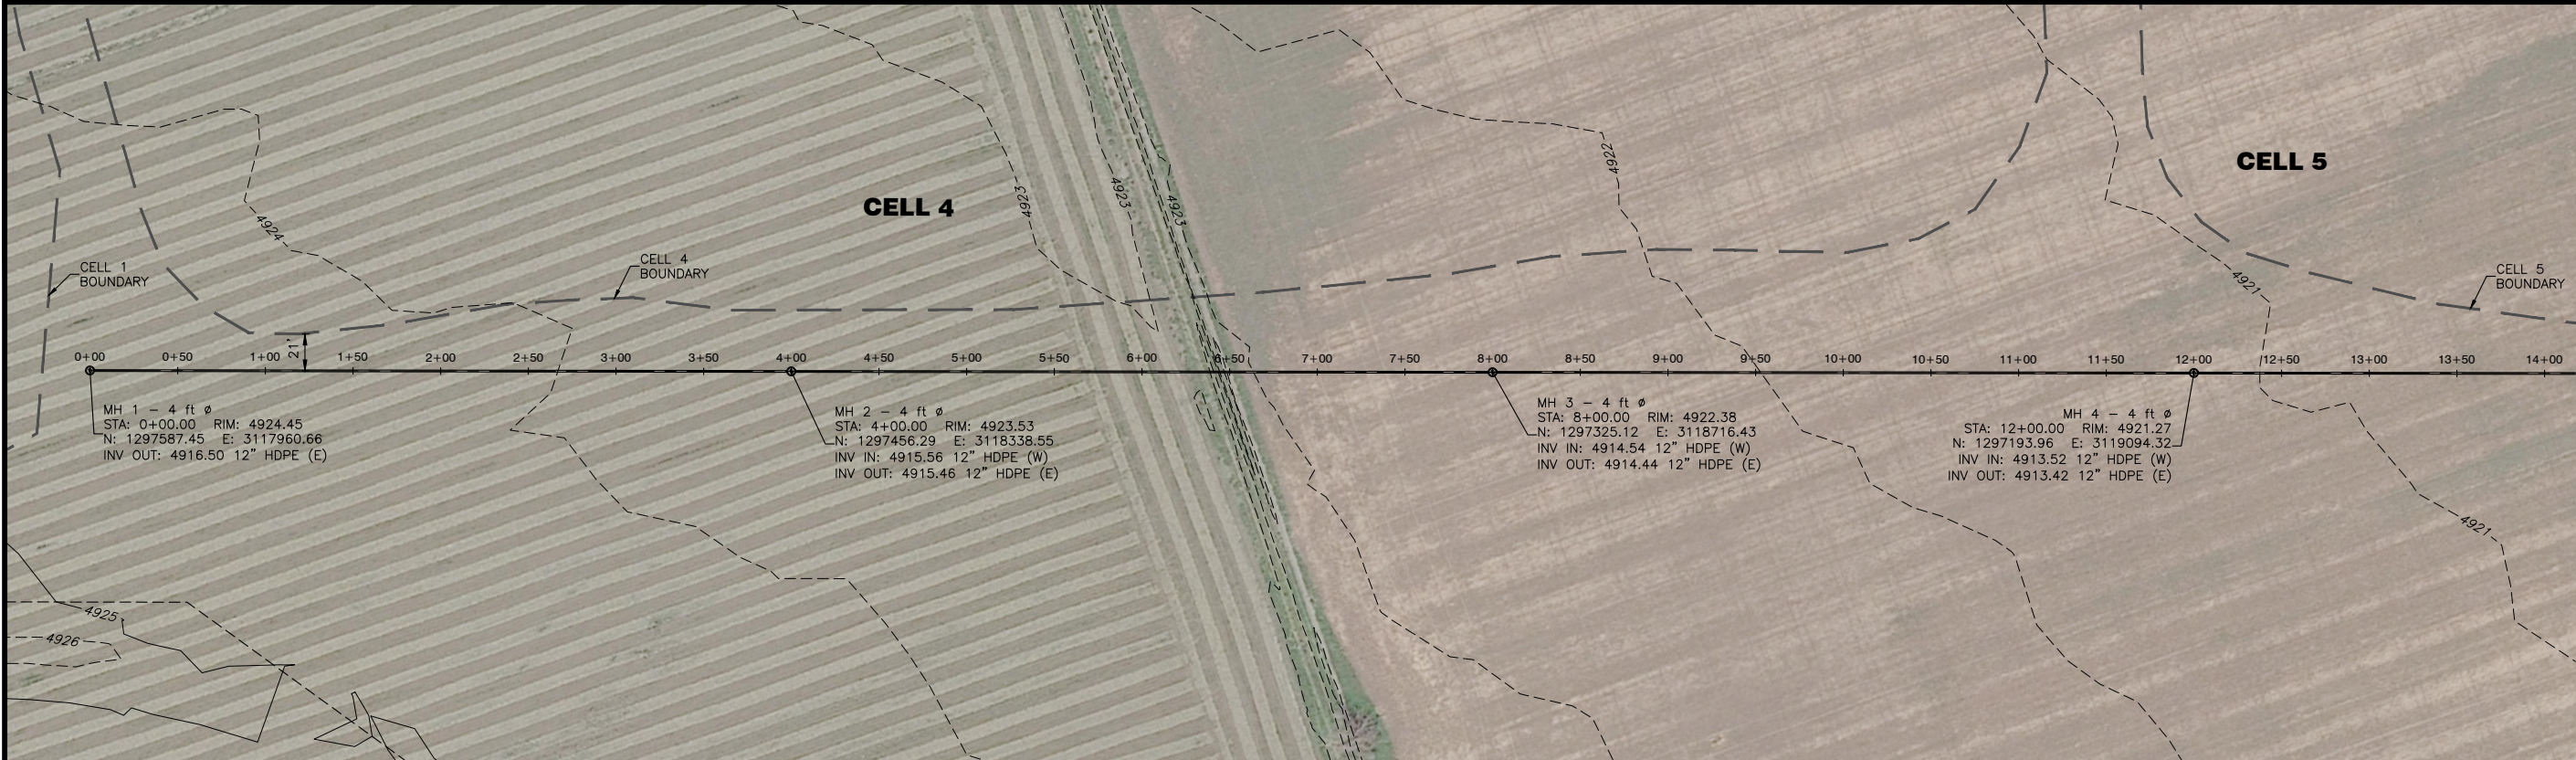 CELL 5
4922
4923
4923
4923
CELL 4
4924
CELL 4
BOUNDARY
CELL 1
BOUNDARY
CELL 5
BOUNDARY
4921
21'
0+00 0+50 1+00 1+50 2+00 2+50 3+00 3+50 4+00 4+50 5+00 5+50 6+00 6+50 7+00 7+50 8+00 8+50 9+00 9+50 10+00 10+50 11+00 11+50 12+00 12+50 13+00 13+50 14+00
MH 1 - 4 ft ø
STA: 0+00.00 RIM: 4924.45
N: 1297587.45 E: 3117960.66
INV OUT: 4916.50 12" HDPE (E)
MH 2 - 4 ft ø
STA: 4+00.00 RIM: 4923.53
N: 1297456.29 E: 3118338.55
INV IN: 4915.56 12" HDPE (W)
INV OUT: 4915.46 12" HDPE (E)
MH 3 - 4 ft ø
STA: 8+00.00 RIM: 4922.38
N: 1297325.12 E: 3118716.43
INV IN: 4914.54 12" HDPE (W)
INV OUT: 4914.44 12" HDPE (E)
MH 4 - 4 ft ø
STA: 12+00.00 RIM: 4921.27
N: 1297193.96 E: 3119094.32
INV IN: 4913.52 12" HDPE (W)
INV OUT: 4913.42 12" HDPE (E)
4921
4925
4926